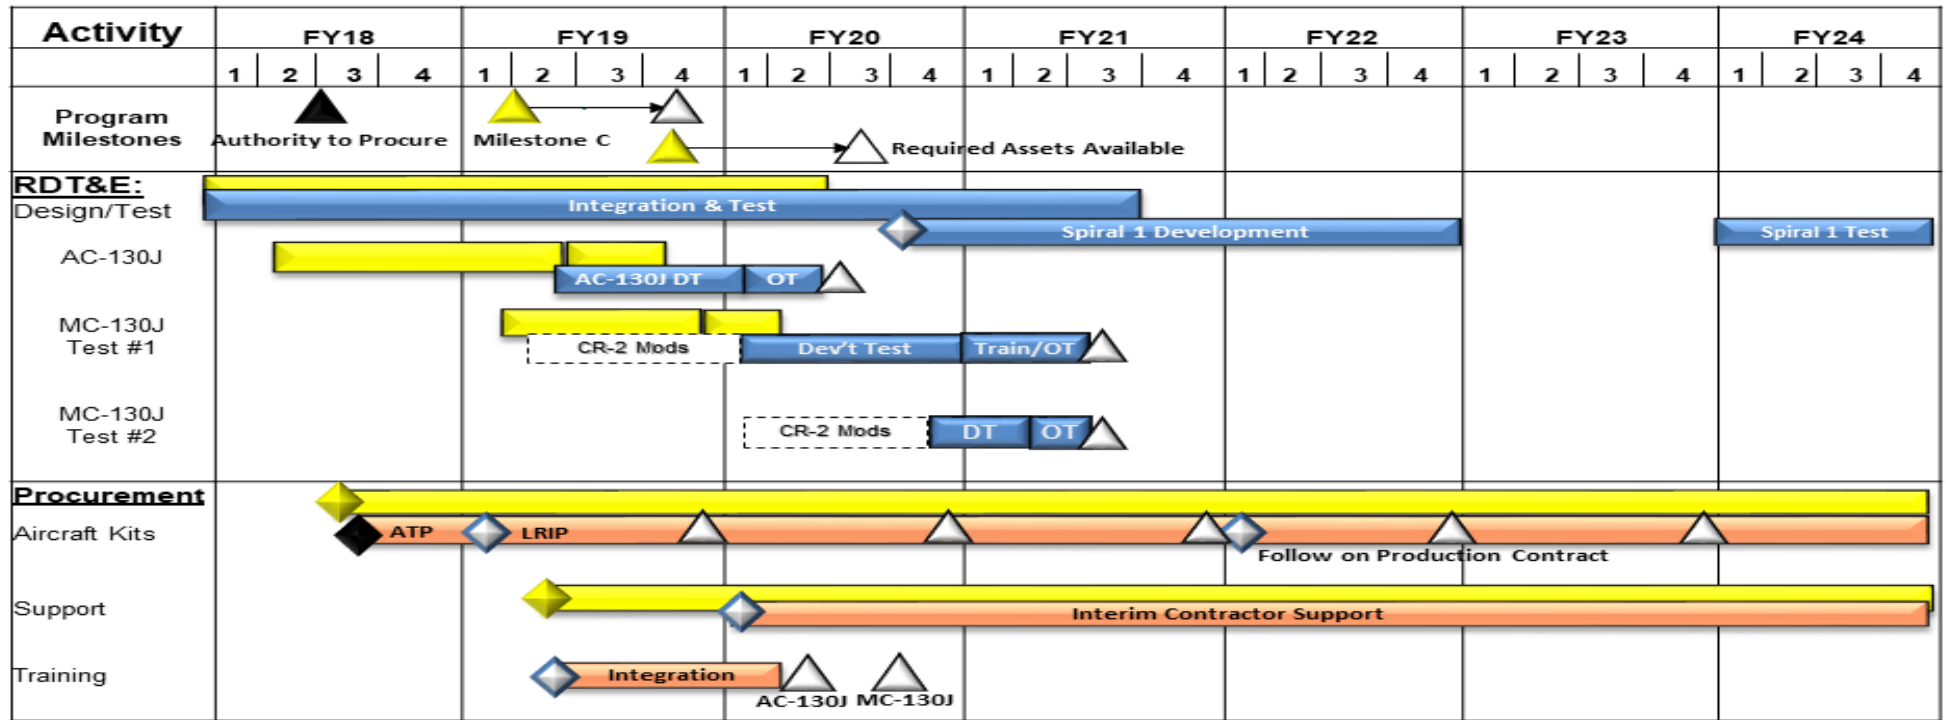 Activity FY18 FY19 FY20 FY21 FY22 FY23 FY24
1 2 3 4 1 2 3 4 1 2 3 4 1 2 3 4 1 2 3 4 1 2 3 4 1 2 3 4
Program
Milestones
Authority to Procure Milestone C
Required Assets Available
RDT&E:
Design/Test
Integration & Test
Spiral 1 Development Spiral 1 Test
AC-130J
AC-130J DT OT
MC-130J
Test #1
CR-2 Mods Dev't Test Train/OT
MC-130J
Test #2
CR-2 Mods DT OT
Procurement
Aircraft Kits ATP LRIP
Follow on Production Contract
Support Interim Contractor Support
Training Integration
AC-130J MC-130J